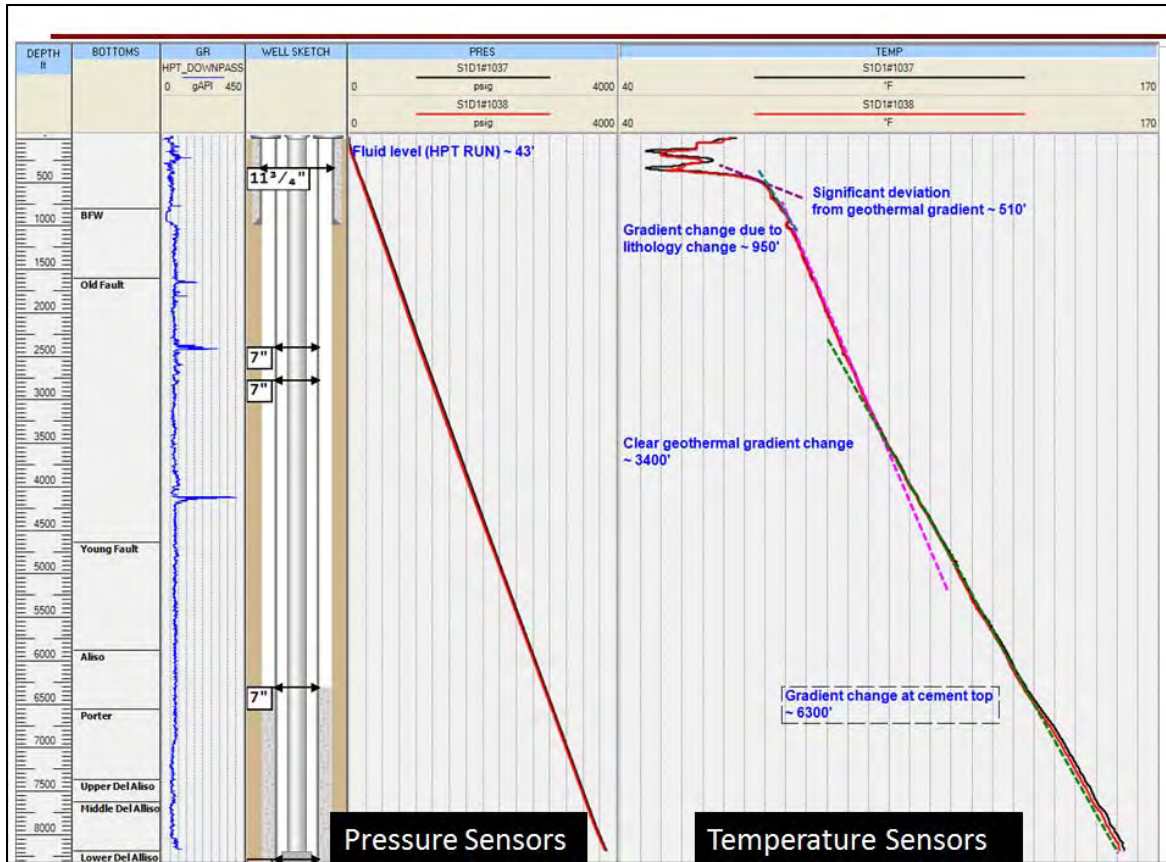 DEPTH
ft
BOTTOMS
GR
HPT_DOWNPASS
0 gAPI 450
WELL SKETCH
PRES
S1D1#1037
0 psig 4000
S1D1#1038
0 psig 4000
TEMP
S1D1#1037
40 °F 170
S1D1#1038
40 °F 170
Fluid level (HPT RUN) ~ 43'
500
11³/₄"
Significant deviation
from geothermal gradient ~ 510'
BFW
1000
Gradient change due to
lithology change ~ 950'
1500
Old Fault
2000
2500
7"
7"
3000
3500
Clear geothermal gradient change
~ 3400'
4000
4500
Young Fault
5000
5500
6000
Aliso
6500
7"
Gradient change at cement top
~ 6300'
Porter
7000
7500
Upper Del Aliso
Middle Del Alliso
8000
Lower Del Alliso
Pressure Sensors
Temperature Sensors